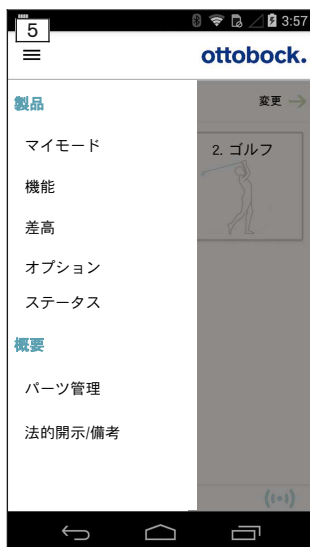 3:57
5
ottobock.
製品
変更
マイモード
2. ゴルフ
機能
差高
オプション
ステータス
概要
パーツ管理
法的開示/備考